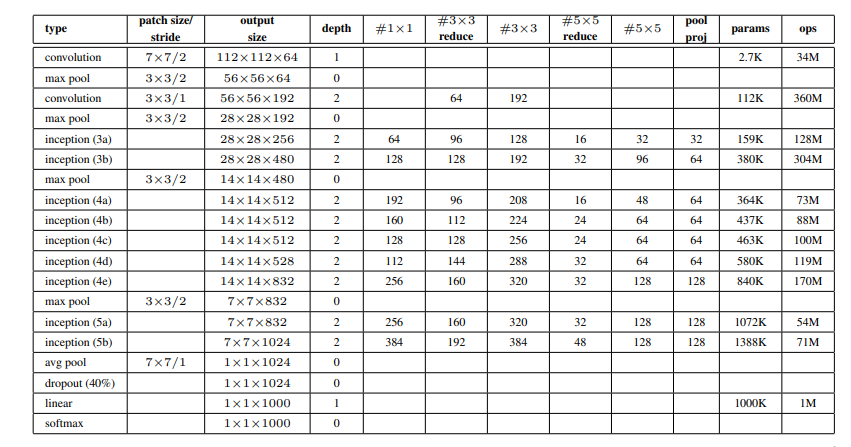 type patch size/ stride output size depth #1×1 #3×3 reduce #3×3 #5×5 reduce #5×5 pool proj params ops
convolution 7×7/2 112×112×64 1 2.7K 34M
max pool 3×3/2 56×56×64 0
convolution 3×3/1 56×56×192 2 64 192 112K 360M
max pool 3×3/2 28×28×192 0
inception (3a) 28×28×256 2 64 96 128 16 32 32 159K 128M
inception (3b) 28×28×480 2 128 128 192 32 96 64 380K 304M
max pool 3×3/2 14×14×480 0
inception (4a) 14×14×512 2 192 96 208 16 48 64 364K 73M
inception (4b) 14×14×512 2 160 112 224 24 64 64 437K 88M
inception (4c) 14×14×512 2 128 128 256 24 64 64 463K 100M
inception (4d) 14×14×528 2 112 144 288 32 64 64 580K 119M
inception (4e) 14×14×832 2 256 160 320 32 128 128 840K 170M
max pool 3×3/2 7×7×832 0
inception (5a) 7×7×832 2 256 160 320 32 128 128 1072K 54M
inception (5b) 7×7×1024 2 384 192 384 48 128 128 1388K 71M
avg pool 7×7/1 1×1×1024 0
dropout (40%) 1×1×1024 0
linear 1×1×1000 1 1000K 1M
softmax 1×1×1000 0